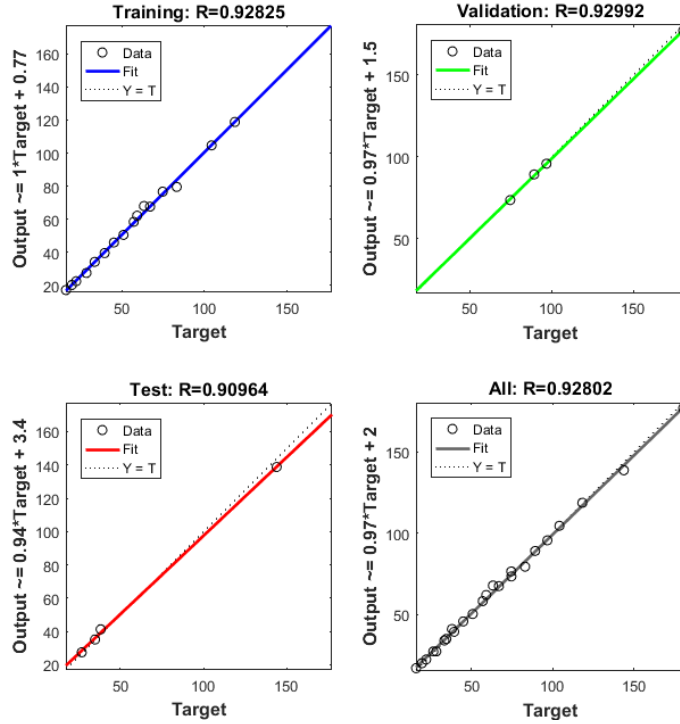 Training: R=0.92825
Output ~= 1*Target + 0.77
160
140
120
100
80
60
40
20
Data
Fit
Y = T
50
100
150
Target
Validation: R=0.92992
Output ~= 0.97*Target + 1.5
150
100
50
Data
Fit
Y = T
50
100
150
Target
Test: R=0.90964
Output ~= 0.94*Target + 3.4
160
140
120
100
80
60
40
20
Data
Fit
Y = T
50
100
150
Target
All: R=0.92802
Output ~= 0.97*Target + 2
150
100
50
Data
Fit
Y = T
50
100
150
Target